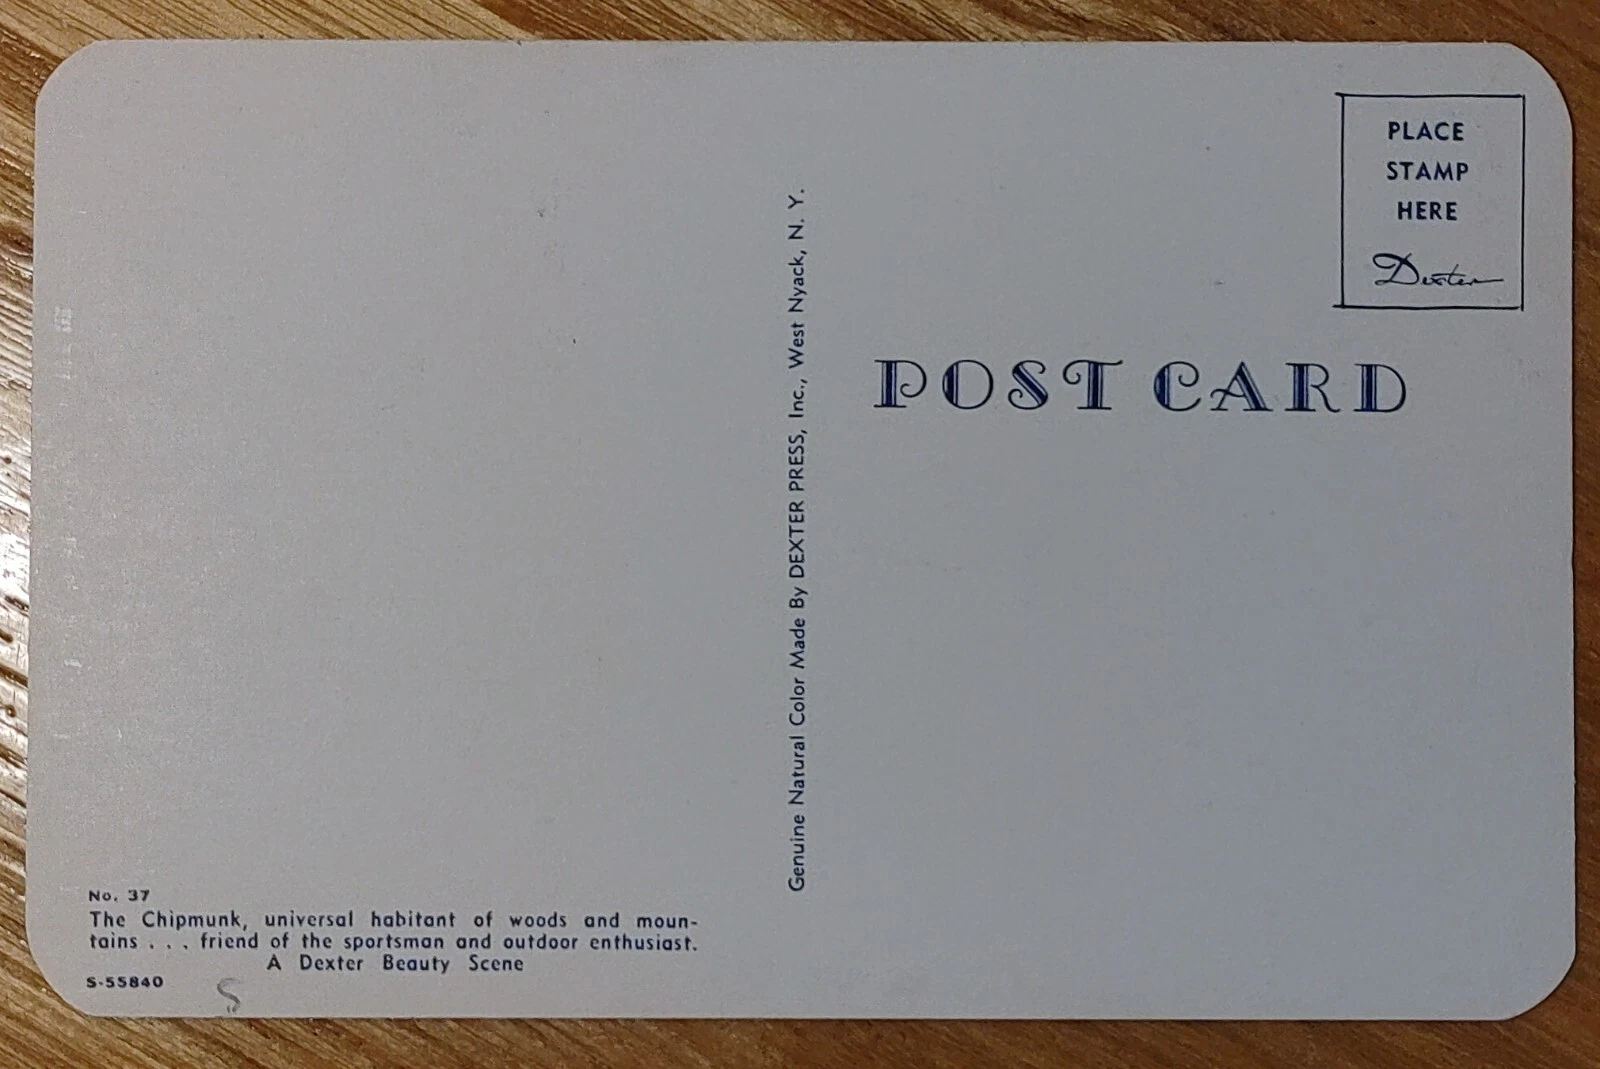 PLACE
STAMP
HERE
Dexter
POST CARD
Genuine Natural Color Made By DEXTER PRESS, Inc., West Nyack, N. Y.
No. 37
The Chipmunk, universal habitant of woods and moun-
tains . . . friend of the sportsman and outdoor enthusiast.
A Dexter Beauty Scene
S-55840
S